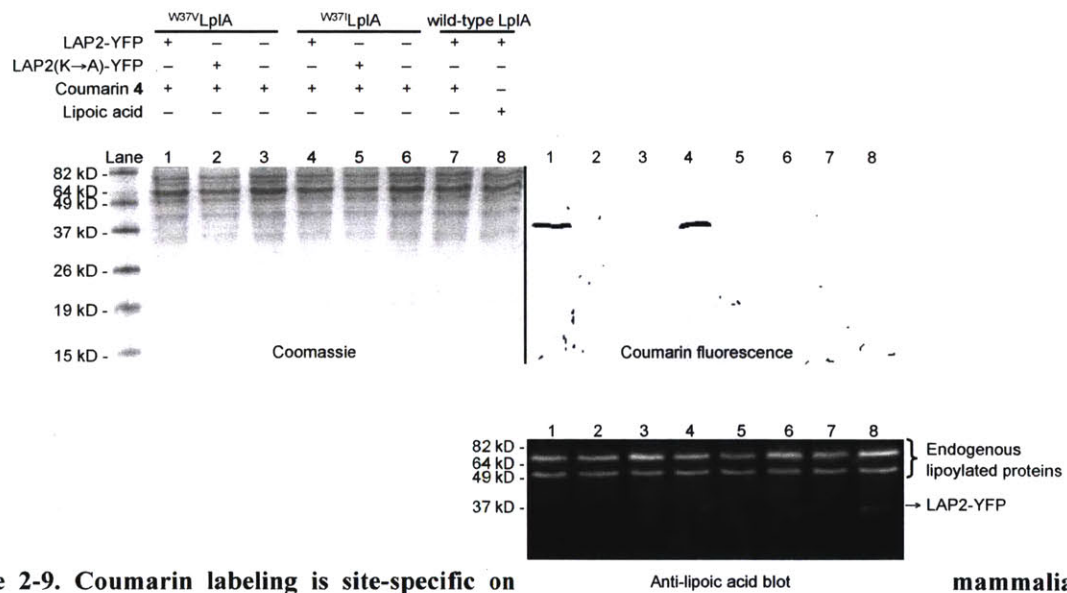 W37VLplA W37ILplA wild-type LplA
LAP2-YFP + – – + – – + +
LAP2(K→A)-YFP – + – – + – – –
Coumarin 4 + + + + + + + –
Lipoic acid – – – – – – – +
Lane 1 2 3 4 5 6 7 8 1 2 3 4 5 6 7 8
82 kD -
64 kD -
49 kD -
37 kD -
26 kD -
19 kD -
15 kD -
Coomassie Coumarin fluorescence
1 2 3 4 5 6 7 8
82 kD - Endogenous
64 kD - lipoylated proteins
49 kD -
37 kD - → LAP2-YFP
Anti-lipoic acid blot
e 2-9. Coumarin labeling is site-specific on mammalia